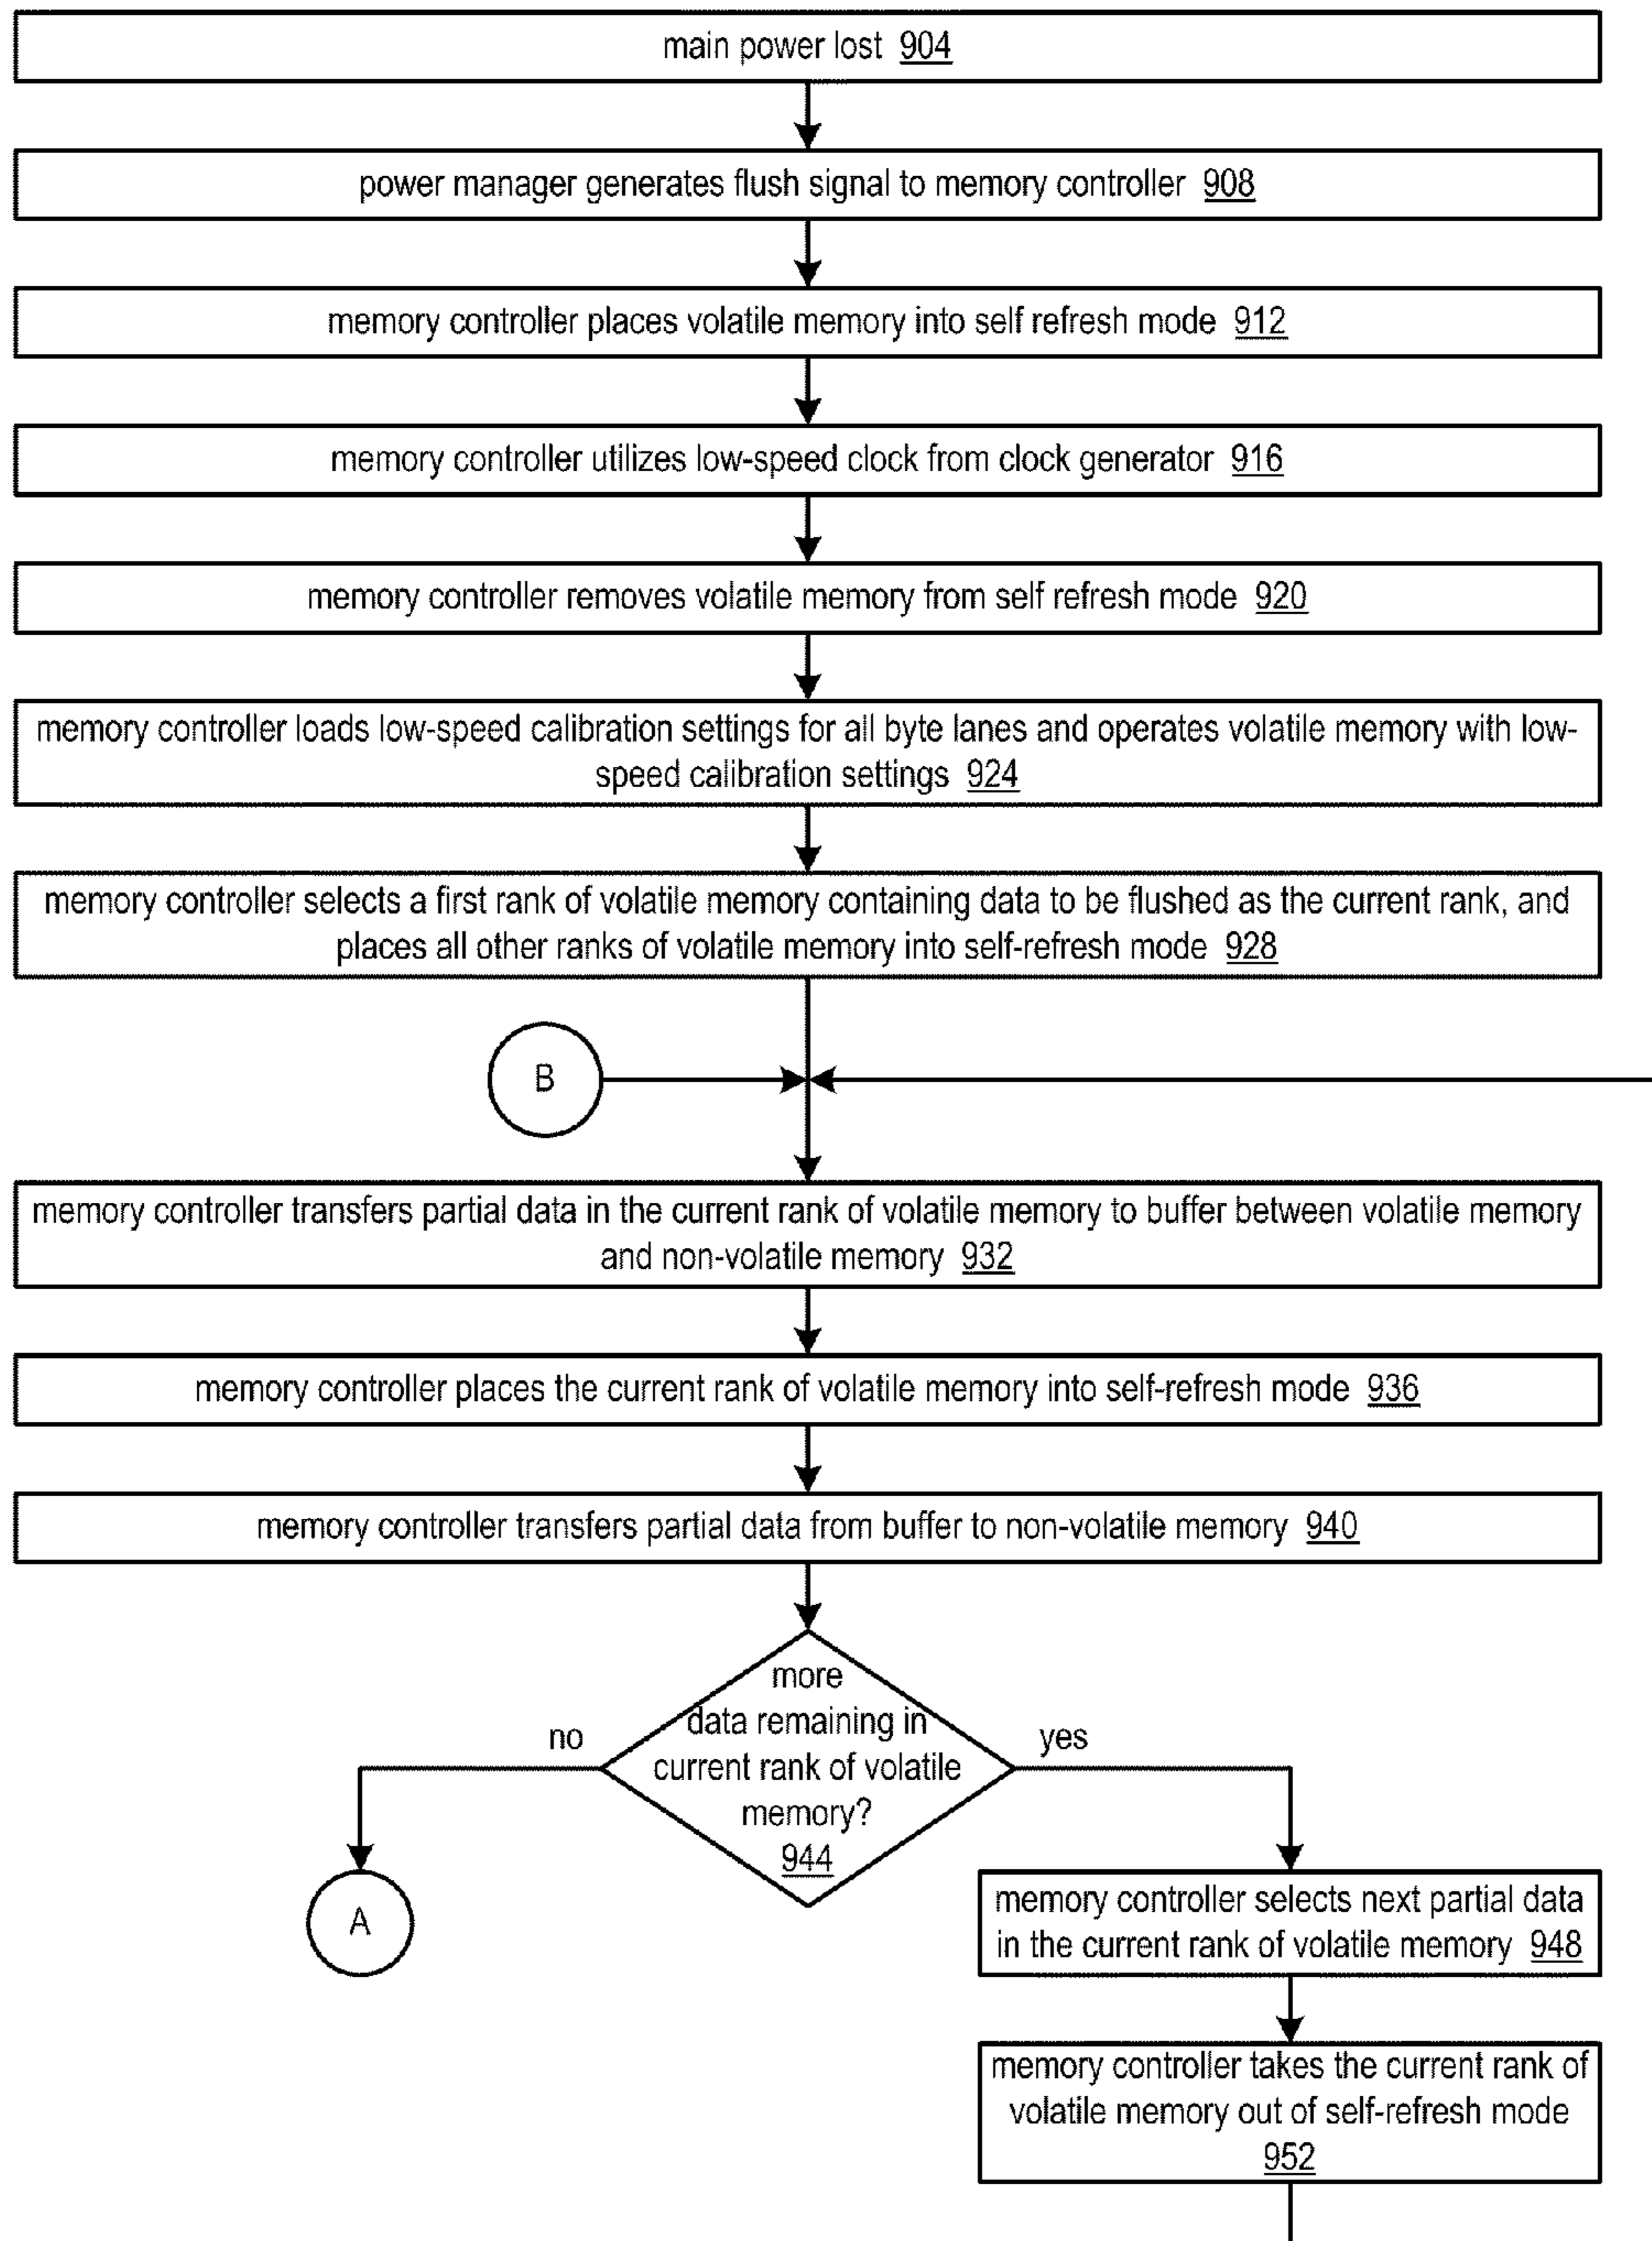 main power lost 904
power manager generates flush signal to memory controller 908
memory controller places volatile memory into self refresh mode 912
memory controller utilizes low-speed clock from clock generator 916
memory controller removes volatile memory from self refresh mode 920
memory controller loads low-speed calibration settings for all byte lanes and operates volatile memory with low-
speed calibration settings 924
memory controller selects a first rank of volatile memory containing data to be flushed as the current rank, and
places all other ranks of volatile memory into self-refresh mode 928
B
memory controller transfers partial data in the current rank of volatile memory to buffer between volatile memory
and non-volatile memory 932
memory controller places the current rank of volatile memory into self-refresh mode 936
memory controller transfers partial data from buffer to non-volatile memory 940
more
data remaining in
current rank of volatile
memory?
944
no
yes
A
memory controller selects next partial data
in the current rank of volatile memory 948
memory controller takes the current rank of
volatile memory out of self-refresh mode
952